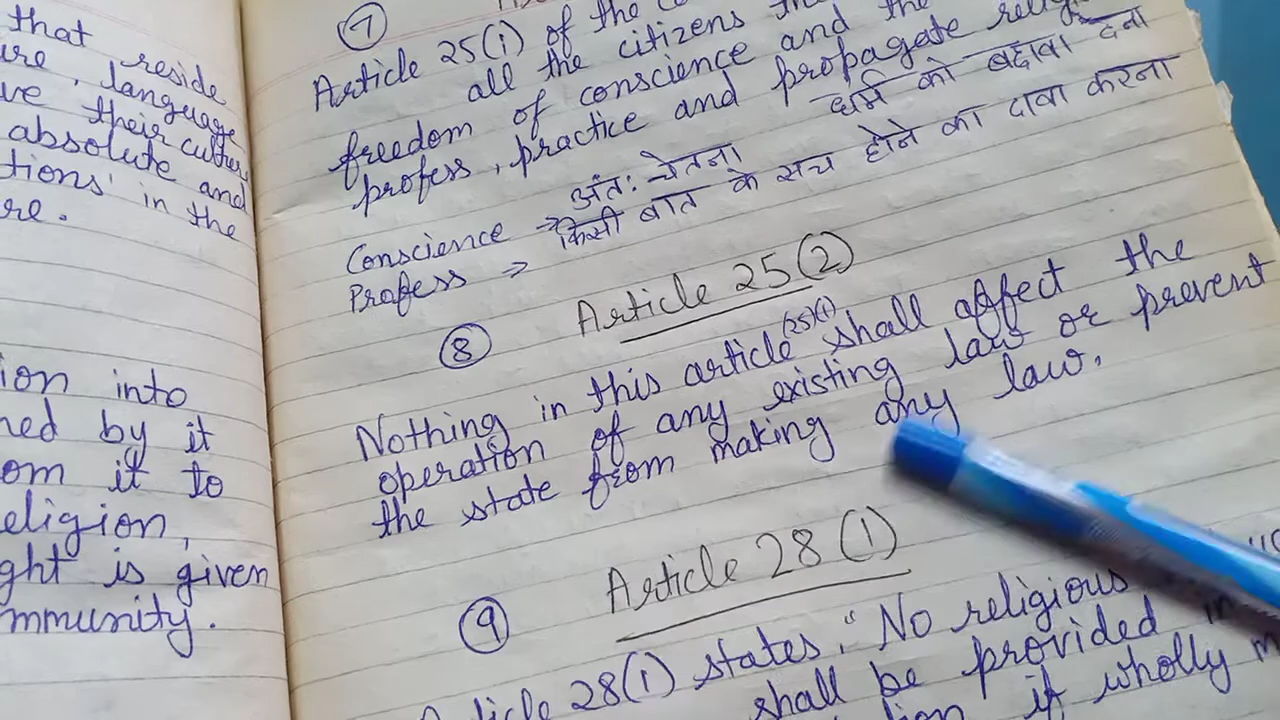 that reside
language
ve their culture
absolute and
tions' in the
re.
ion into
ned by it
om it to
eligion,
ght is given
mmunity.
7
Article 25(1) of the
all the citizens
freedom of conscience and the
profess, practice and propagate
धर्म को बढ़ावा देना
Conscience → अंतः चेतना
Profess → किसी बात के सच होने का दावा करना
8 Article 25(2)
Nothing in this article (25)(1) shall affect the
operation of any existing law or prevent
the state from making any law.
9 Article 28(1)
28(1) states, "No religious
shall be provided in
if wholly